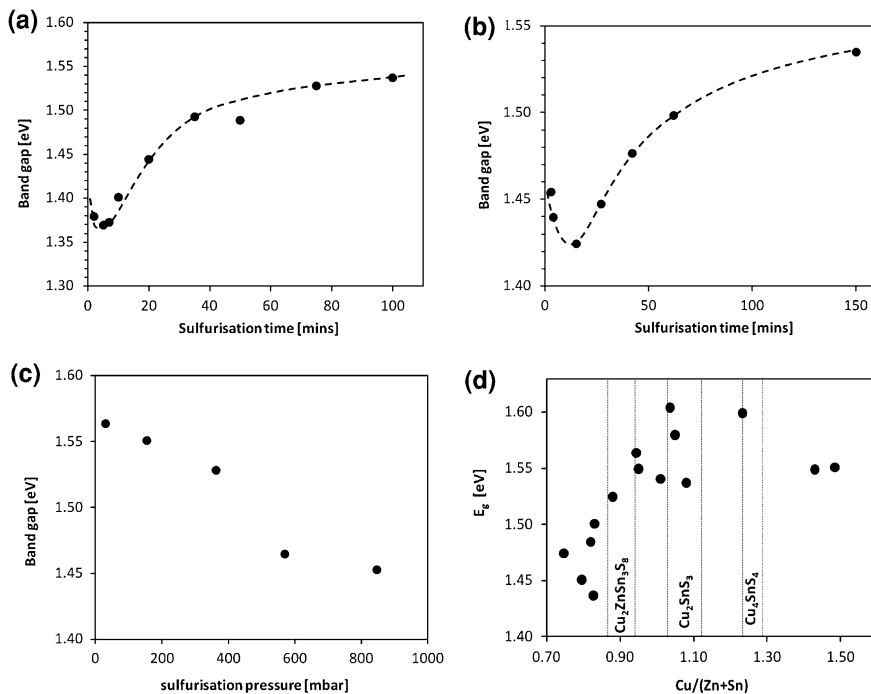 (a)
1.60
1.55
1.50
1.45
1.40
1.35
1.30
Band gap [eV]
0
20
40
60
80
100
Sulfurisation time [mins]
(b)
1.55
1.50
1.45
1.40
Band gap [eV]
0
50
100
150
Sulfurisation time [mins]
(c)
1.60
1.55
1.50
1.45
1.40
Band gap [eV]
0
200
400
600
800
1000
sulfurisation pressure [mbar]
(d)
1.60
1.55
1.50
1.45
1.40
E₉ [eV]
Cu₂ZnSn₃S₈
Cu₂SnS₃
Cu₄SnS₄
0.70
0.90
1.10
1.30
1.50
Cu/(Zn+Sn)